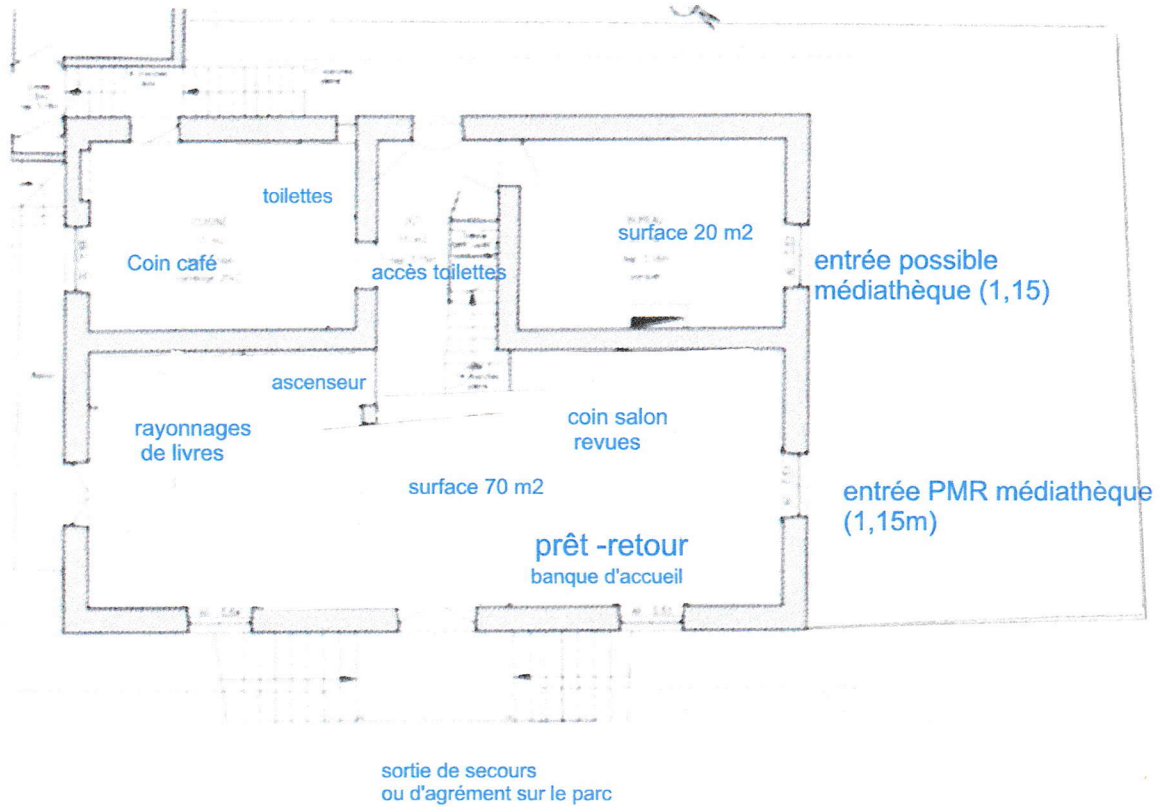 toilettes
surface 20 m2
Coin café
accès toilettes
entrée possible
médiathèque (1,15)
ascenseur
coin salon
revues
rayonnages
de livres
surface 70 m2
entrée PMR médiathèque
(1,15m)
prêt -retour
banque d'accueil
sortie de secours
ou d'agrément sur le parc